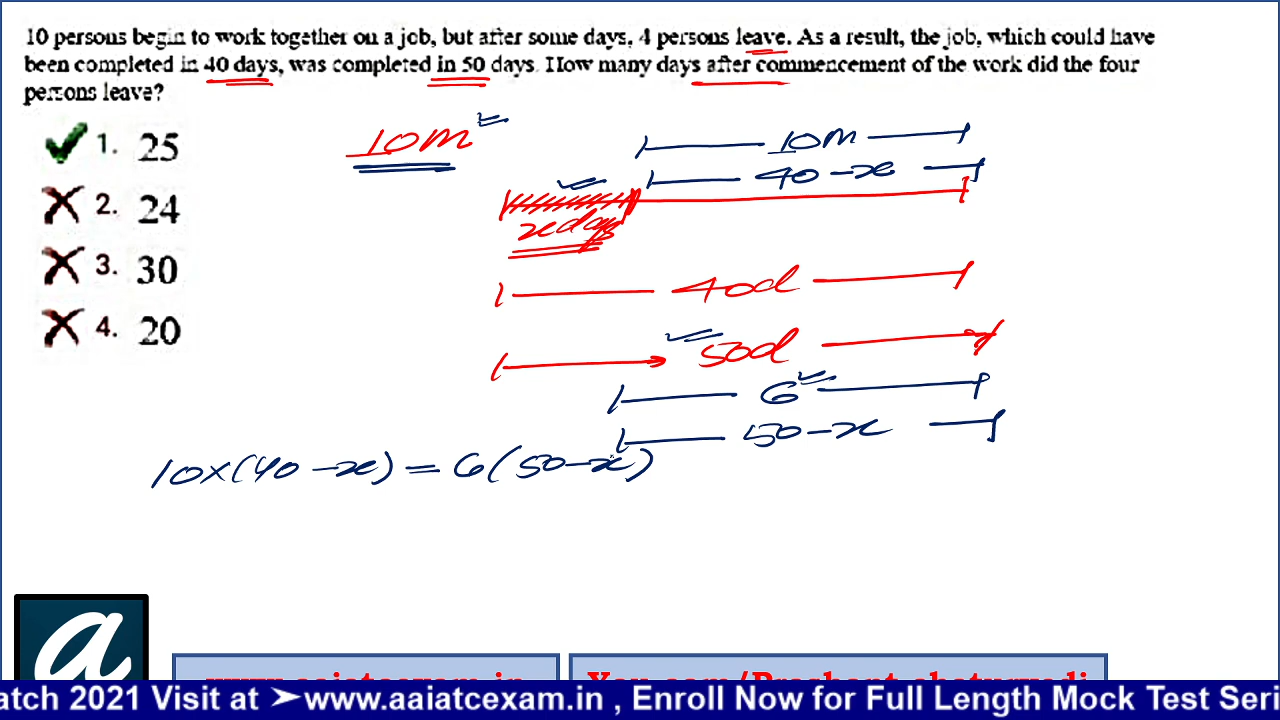 10 persons begin to work together on a job, but after some days, 4 persons leave. As a result, the job, which could have
been completed in 40 days, was completed in 50 days. How many days after commencement of the work did the four
persons leave?
1. 25
2. 24
3. 30
4. 20
10m
10m
40-x
x days
40d
50d
6
50-x
10×(40-x)=6(50-x)
a
www.aaiatcexam.in
atch 2021 Visit at ➤www.aaiatcexam.in , Enroll Now for Full Length Mock Test Seri